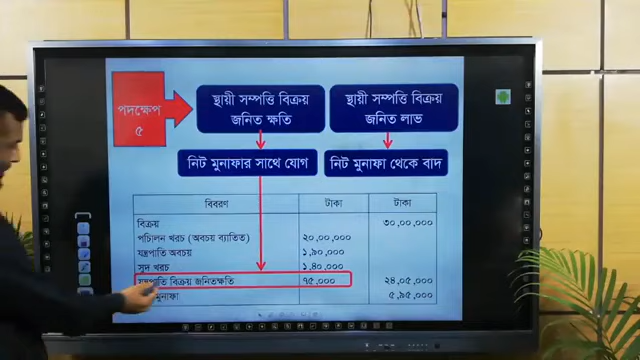 পদক্ষেপ
৫
স্থায়ী সম্পত্তি বিক্রয়
জনিত ক্ষতি
স্থায়ী সম্পত্তি বিক্রয়
জনিত লাভ
নিট মুনাফার সাথে যোগ
নিট মুনাফা থেকে বাদ
বিবরণ টাকা টাকা
বিক্রয় ৩০,০০,০০০
পচিালন খরচ (অবচয় ব্যাতিত) ২০,০০,০০০
যন্ত্রপাতি অবচয় ১,৯০,০০০
সুদ খরচ ১,৪০,০০০
যন্ত্রপাতি বিক্রয় জনিতক্ষতি ৭৫,০০০ ২৪,০৫,০০০
মুনাফা ৫,৯৫,০০০